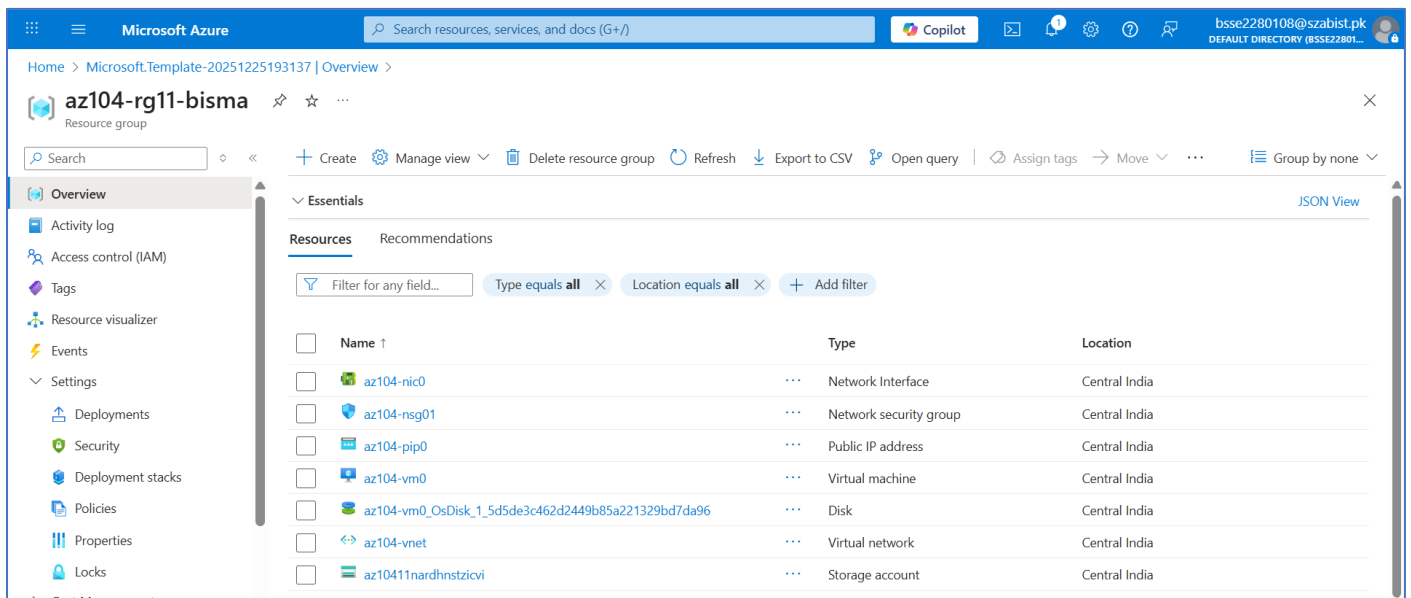 Microsoft Azure
Search resources, services, and docs (G+/)
Copilot
1
bsse2280108@szabist.pk
DEFAULT DIRECTORY (BSSE22801...
Home > Microsoft.Template-20251225193137 | Overview >
az104-rg11-bisma
Resource group
Search
Create
Manage view
Delete resource group
Refresh
Export to CSV
Open query
Assign tags
Move
Group by none
Overview
Activity log
Access control (IAM)
Tags
Resource visualizer
Events
Settings
Deployments
Security
Deployment stacks
Policies
Properties
Locks
Essentials
JSON View
Resources Recommendations
Filter for any field...
Type equals all
Location equals all
Add filter
Name ↑ Type Location
az104-nic0 ... Network Interface Central India
az104-nsg01 ... Network security group Central India
az104-pip0 ... Public IP address Central India
az104-vm0 ... Virtual machine Central India
az104-vm0_OsDisk_1_5d5de3c462d2449b85a221329bd7da96 ... Disk Central India
az104-vnet ... Virtual network Central India
az10411nardhnstzicvi ... Storage account Central India